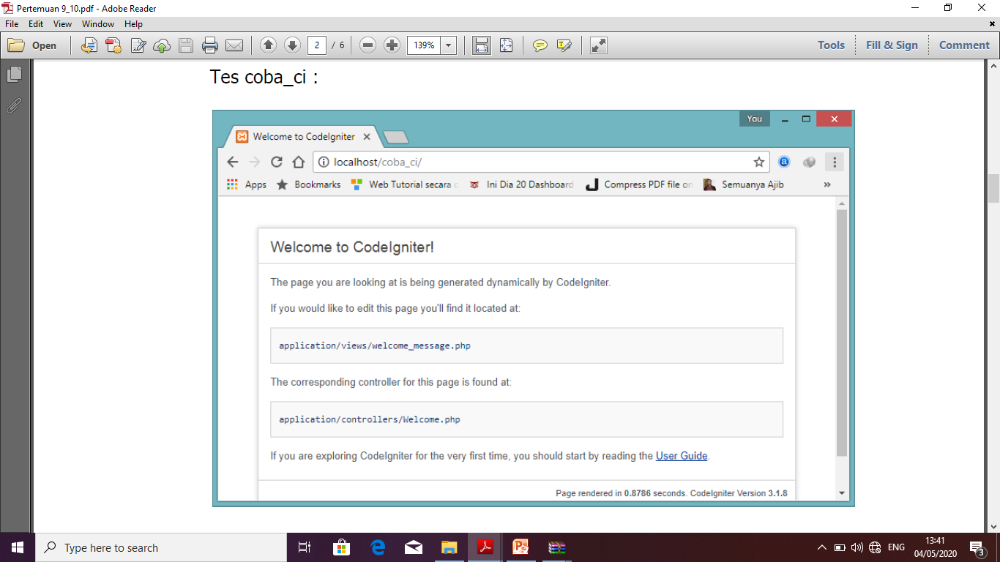 Pertemuan 9_10.pdf - Adobe Reader
File Edit View Window Help
Open 2 / 6 139% Tools Fill & Sign Comment
Tes coba_ci :
You
Welcome to CodeIgniter
localhost/coba_ci/
Apps Bookmarks Web Tutorial secara Ini Dia 20 Dashboard Compress PDF file on Semuanya Ajib »
Welcome to CodeIgniter!
The page you are looking at is being generated dynamically by CodeIgniter.
If you would like to edit this page you'll find it located at:
application/views/welcome_message.php
The corresponding controller for this page is found at:
application/controllers/Welcome.php
If you are exploring CodeIgniter for the very first time, you should start by reading the User Guide.
Page rendered in 0.8786 seconds. CodeIgniter Version 3.1.8
Type here to search
ENG
13:41
04/05/2020
3